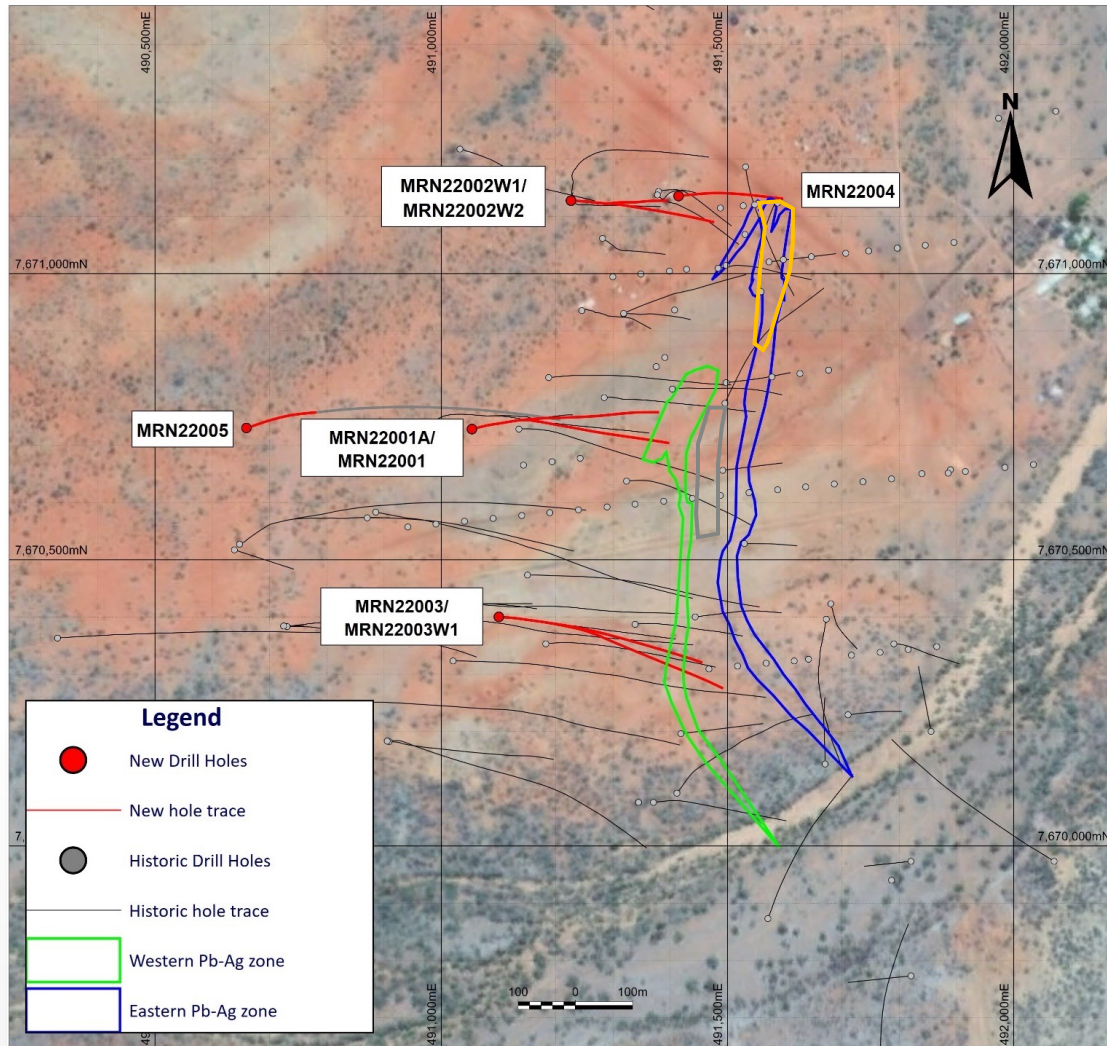 490,500mE
491,000mE
491,500mE
492,000mE
N
MRN22002W1/
MRN22002W2
MRN22004
7,671,000mN
7,671,000mN
MRN22005
MRN22001A/
MRN22001
7,670,500mN
7,670,500mN
MRN22003/
MRN22003W1
Legend
New Drill Holes
New hole trace
Historic Drill Holes
Historic hole trace
Western Pb-Ag zone
Eastern Pb-Ag zone
7,
7,670,000mN
100
0
100m
490
491,000mE
491,500mE
492,000mE